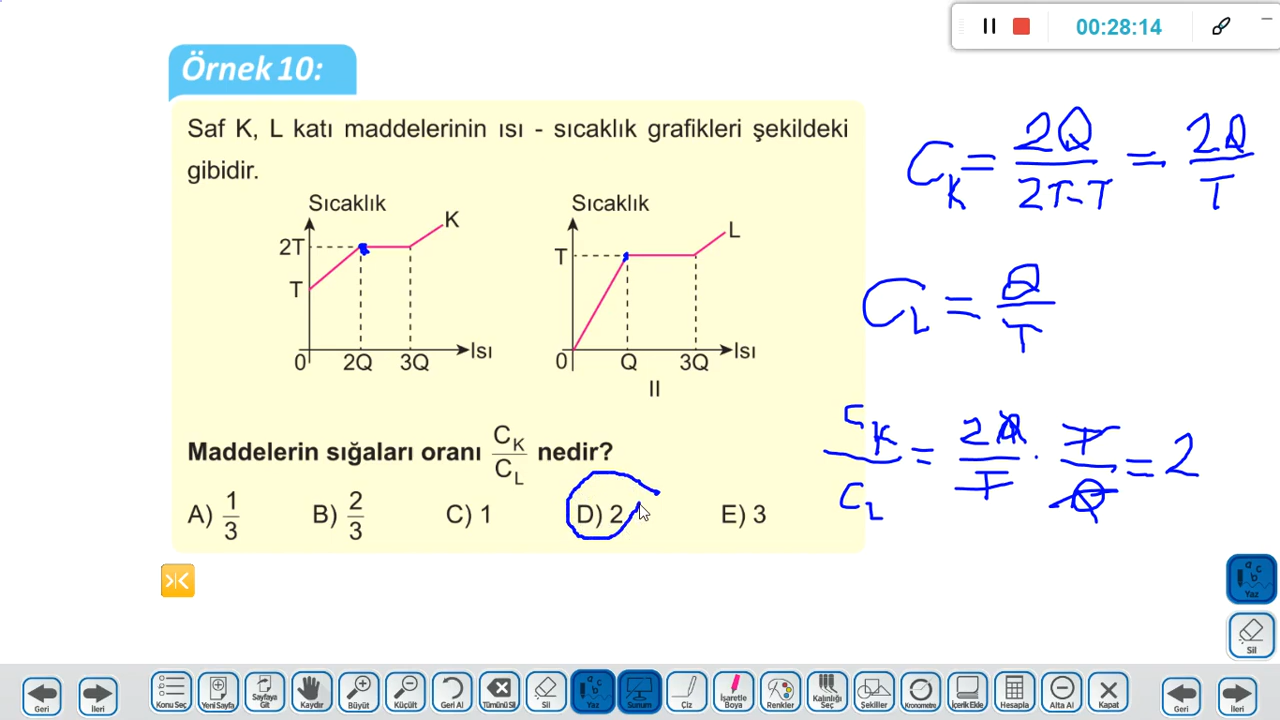 00:28:14
Örnek 10:
Saf K, L katı maddelerinin ısı - sıcaklık grafikleri şekildeki
gibidir.
Sıcaklık
K
2T
T
0
2Q
3Q
Isı
Sıcaklık
L
T
0
Q
3Q
Isı
II
Maddelerin sığaları oranı C_K/C_L nedir?
A) 1/3 B) 2/3 C) 1 D) 2 E) 3
C_K = 2Q/2T-T = 2Q/T
C_L = Q/T
C_K/C_L = 2Q/T · T/Q = 2
a b c
Yaz
Sil
Geri İleri Konu Seç Yeni Sayfa Sayfaya Git Kaydır Büyüt Küçült Geri Al Tümünü Sil Sil Yaz Sunum Çiz İşaretle Boya Renkler Kalınlığı Seç Şekiller Kronometre İçerik Ekle Hesapla Alta Al Kapat Geri İleri